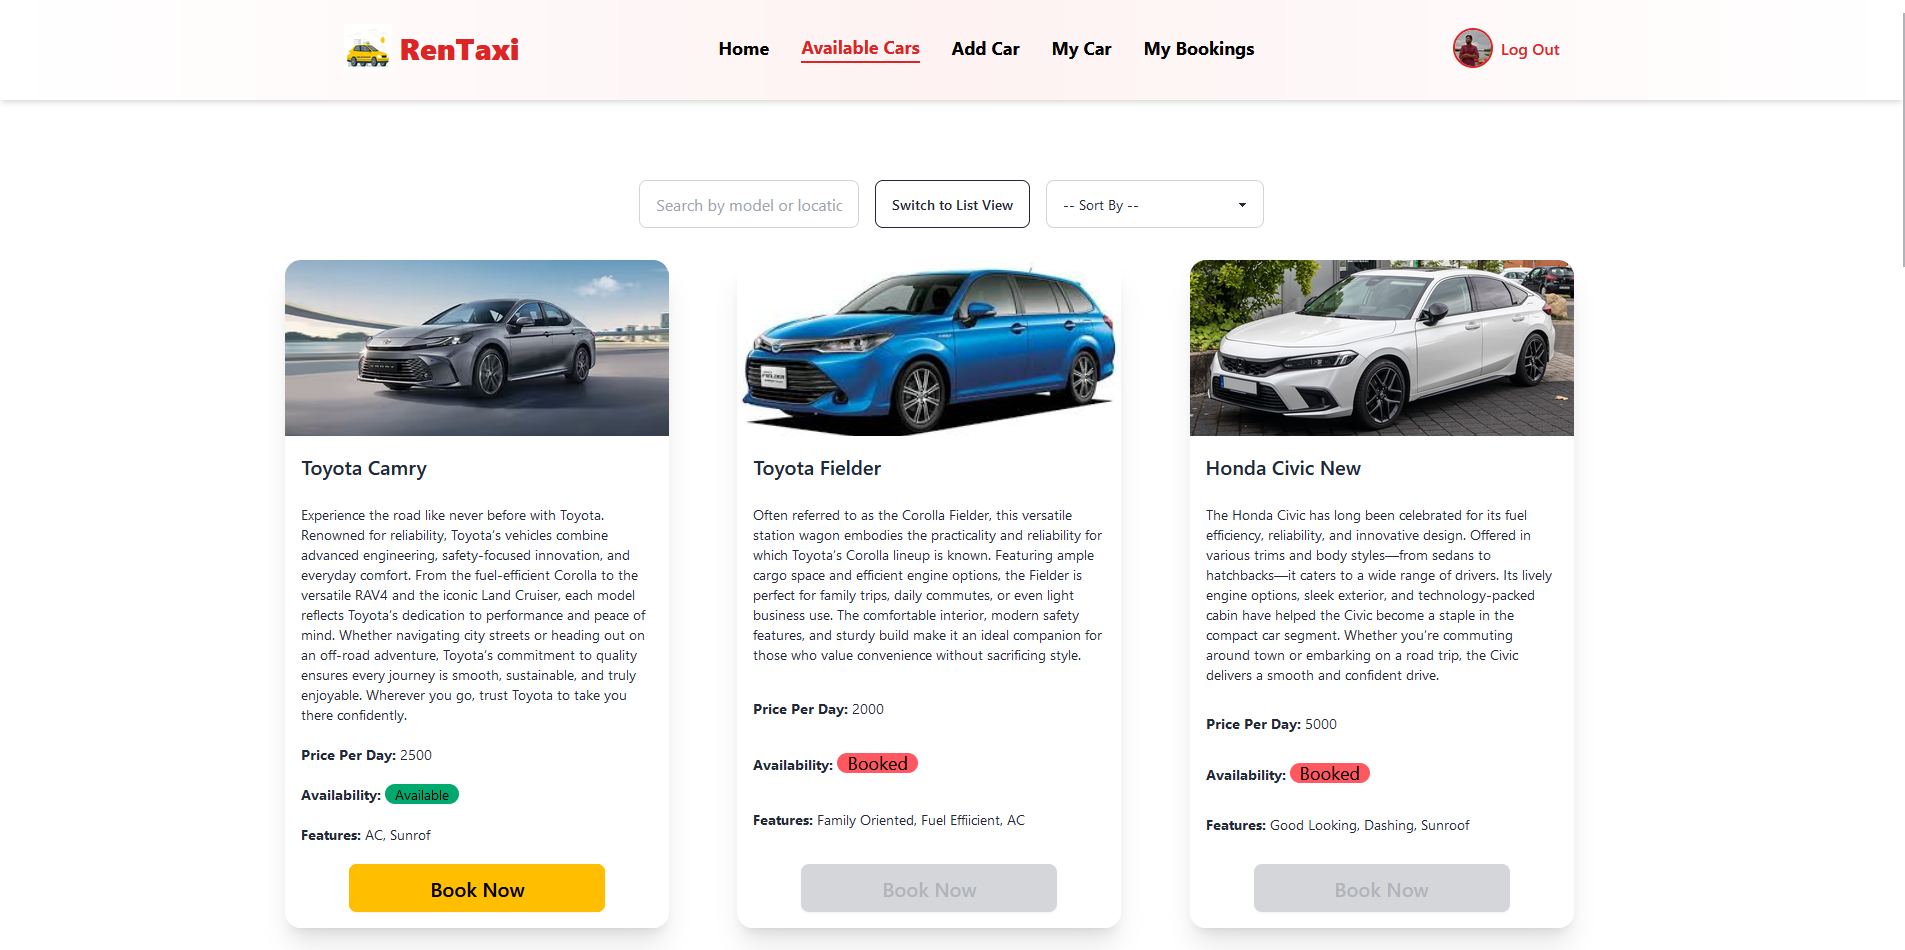 RenTaxi
Home
Available Cars
Add Car
My Car
My Bookings
Log Out
Search by model or locatic
Switch to List View
-- Sort By --
Toyota Camry
Experience the road like never before with Toyota.
Renowned for reliability, Toyota's vehicles combine
advanced engineering, safety-focused innovation, and
everyday comfort. From the fuel-efficient Corolla to the
versatile RAV4 and the iconic Land Cruiser, each model
reflects Toyota's dedication to performance and peace of
mind. Whether navigating city streets or heading out on
an off-road adventure, Toyota's commitment to quality
ensures every journey is smooth, sustainable, and truly
enjoyable. Wherever you go, trust Toyota to take you
there confidently.
Price Per Day: 2500
Availability: Available
Features: AC, Sunrof
Book Now
FIELDER
Toyota Fielder
Often referred to as the Corolla Fielder, this versatile
station wagon embodies the practicality and reliability for
which Toyota's Corolla lineup is known. Featuring ample
cargo space and efficient engine options, the Fielder is
perfect for family trips, daily commutes, or even light
business use. The comfortable interior, modern safety
features, and sturdy build make it an ideal companion for
those who value convenience without sacrificing style.
Price Per Day: 2000
Availability: Booked
Features: Family Oriented, Fuel Effiicient, AC
Book Now
Honda Civic New
The Honda Civic has long been celebrated for its fuel
efficiency, reliability, and innovative design. Offered in
various trims and body styles—from sedans to
hatchbacks—it caters to a wide range of drivers. Its lively
engine options, sleek exterior, and technology-packed
cabin have helped the Civic become a staple in the
compact car segment. Whether you're commuting
around town or embarking on a road trip, the Civic
delivers a smooth and confident drive.
Price Per Day: 5000
Availability: Booked
Features: Good Looking, Dashing, Sunroof
Book Now